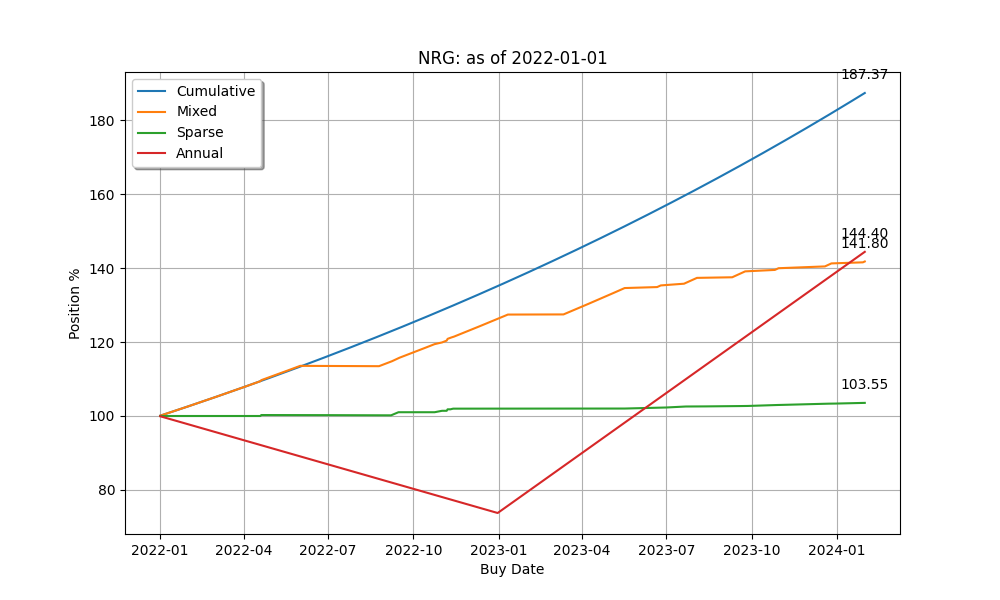 NRG: as of 2022-01-01
187.37
Cumulative
Mixed
Sparse
Annual
180
160
144.40
141.80
140
120
103.55
100
80
Position %
2022-01 2022-04 2022-07 2022-10 2023-01 2023-04 2023-07 2023-10 2024-01
Buy Date